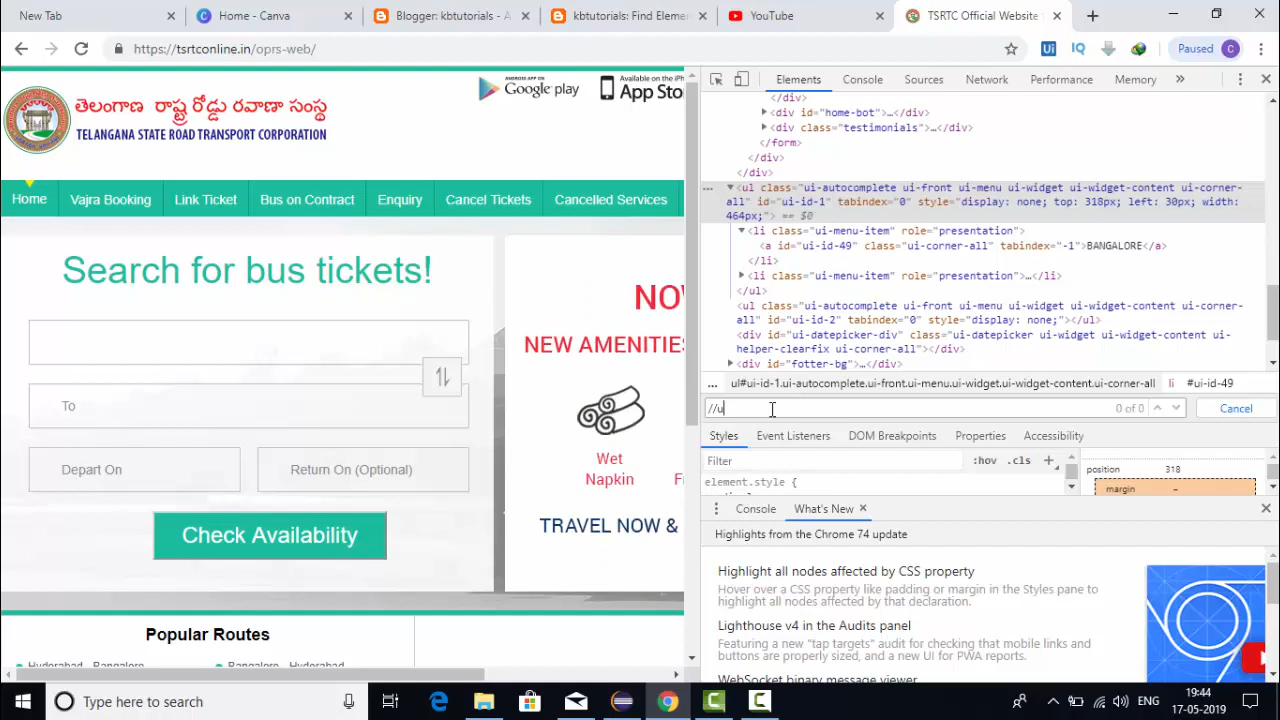 New Tab × Home - Canva × Blogger: kbtutorials - A × kbtutorials: Find Elemen × YouTube × TSRTC Official Website ×
https://tsrtconline.in/oprs-web/ Ui IQ Paused C
తెలంగాణ రాష్ట్ర రోడ్డు రవాణా సంస్థ
TELANGANA STATE ROAD TRANSPORT CORPORATION
ANDROID APP ON
Google play
Available on the iPh
App Sto
Home Vajra Booking Link Ticket Bus on Contract Enquiry Cancel Tickets Cancelled Services
Search for bus tickets!
To
Depart On Return On (Optional)
Check Availability
NOW
NEW AMENITIES
Wet
Napkin
F
TRAVEL NOW &
Popular Routes
Hyderabad - Bangalore Bangalore - Hyderabad
Elements Console Sources Network Performance Memory »
</div>
<div id="home-bot">…</div>
<div class="testimonials">…</div>
</form>
</div>
</div>
<ul class="ui-autocomplete ui-front ui-menu ui-widget ui-widget-content ui-corner-
all" id="ui-id-1" tabindex="0" style="display: none; top: 318px; left: 30px; width:
464px;"> == $0
<li class="ui-menu-item" role="presentation">
<a id="ui-id-49" class="ui-corner-all" tabindex="-1">BANGALORE</a>
</li>
<li class="ui-menu-item" role="presentation">…</li>
</ul>
<ul class="ui-autocomplete ui-front ui-menu ui-widget ui-widget-content ui-corner-
all" id="ui-id-2" tabindex="0" style="display: none;"></ul>
<div id="ui-datepicker-div" class="ui-datepicker ui-widget ui-widget-content ui-
helper-clearfix ui-corner-all"></div>
<div id="fotter-bg">…</div>
... ul#ui-id-1.ui-autocomplete.ui-front.ui-menu.ui-widget.ui-widget-content.ui-corner-all li #ui-id-49
//u 0 of 0 Cancel
Styles Event Listeners DOM Breakpoints Properties Accessibility
Filter :hov .cls +
element.style {
position 318
margin –
Console What's New ×
Highlights from the Chrome 74 update
Highlight all nodes affected by CSS property
Hover over a CSS property like padding or margin in the Styles pane to
highlight all nodes affected by that declaration.
Lighthouse v4 in the Audits panel
Featuring a new "tap targets" audit for checking that mobile links and
buttons are properly sized, and a new UI for PWA reports.
WebSocket binary message viewer
Type here to search
ENG
19:44
17-05-2019